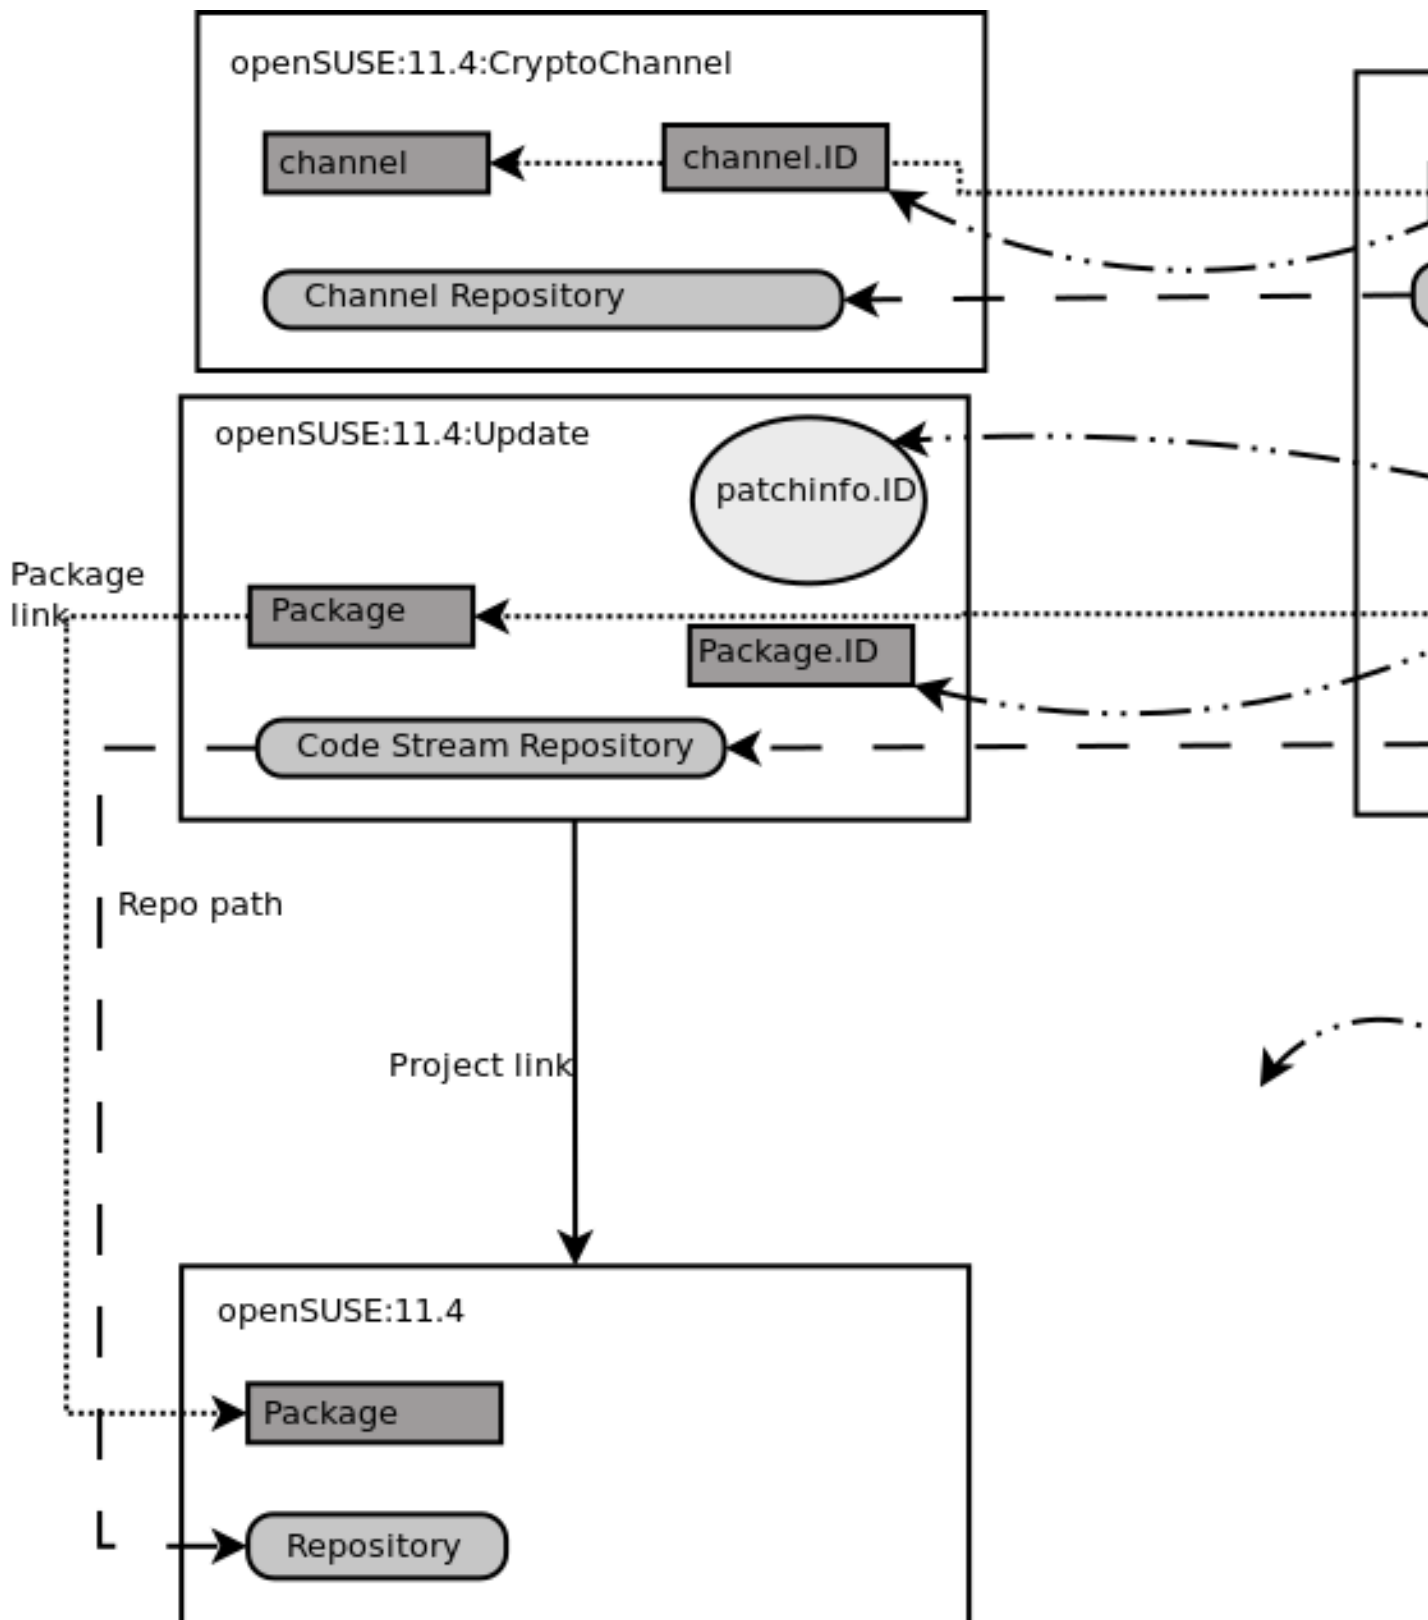 openSUSE:11.4:CryptoChannel
channel
channel.ID
Channel Repository
openSUSE:11.4:Update
patchinfo.ID
Package
link
Package
Package.ID
Code Stream Repository
Repo path
Project link
openSUSE:11.4
Package
Repository